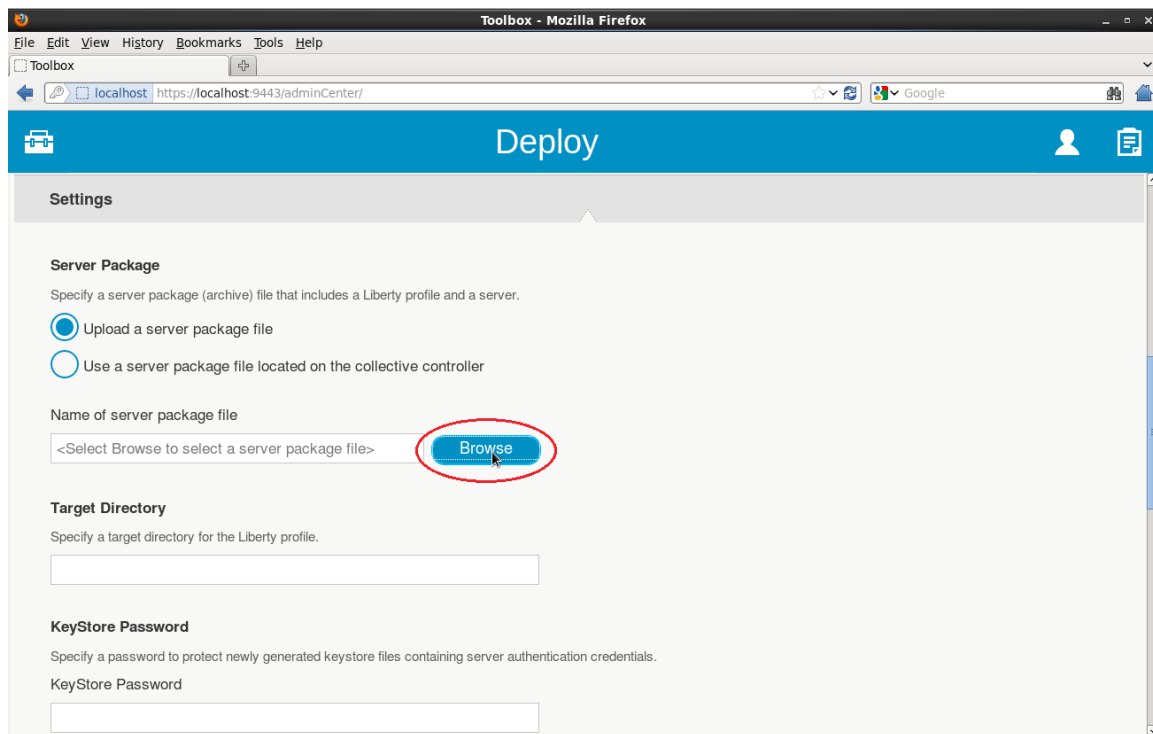 Toolbox - Mozilla Firefox
File Edit View History Bookmarks Tools Help
Toolbox
localhost https://localhost:9443/adminCenter/ Google
Deploy
Settings
Server Package
Specify a server package (archive) file that includes a Liberty profile and a server.
Upload a server package file
Use a server package file located on the collective controller
Name of server package file
<Select Browse to select a server package file> Browse
Target Directory
Specify a target directory for the Liberty profile.
KeyStore Password
Specify a password to protect newly generated keystore files containing server authentication credentials.
KeyStore Password